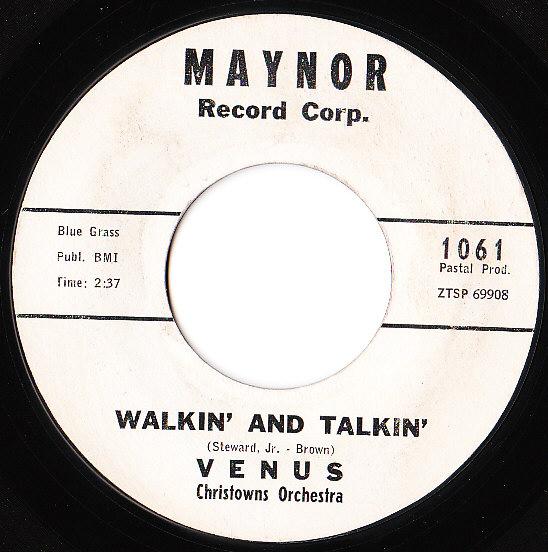 MAYNOR
Record Corp.
Blue Grass
Publ. BMI
Time: 2:37
1061
Pastal Prod.
ZTSP 69908
WALKIN' AND TALKIN'
(Steward, Jr. - Brown)
VENUS
Christowns Orchestra